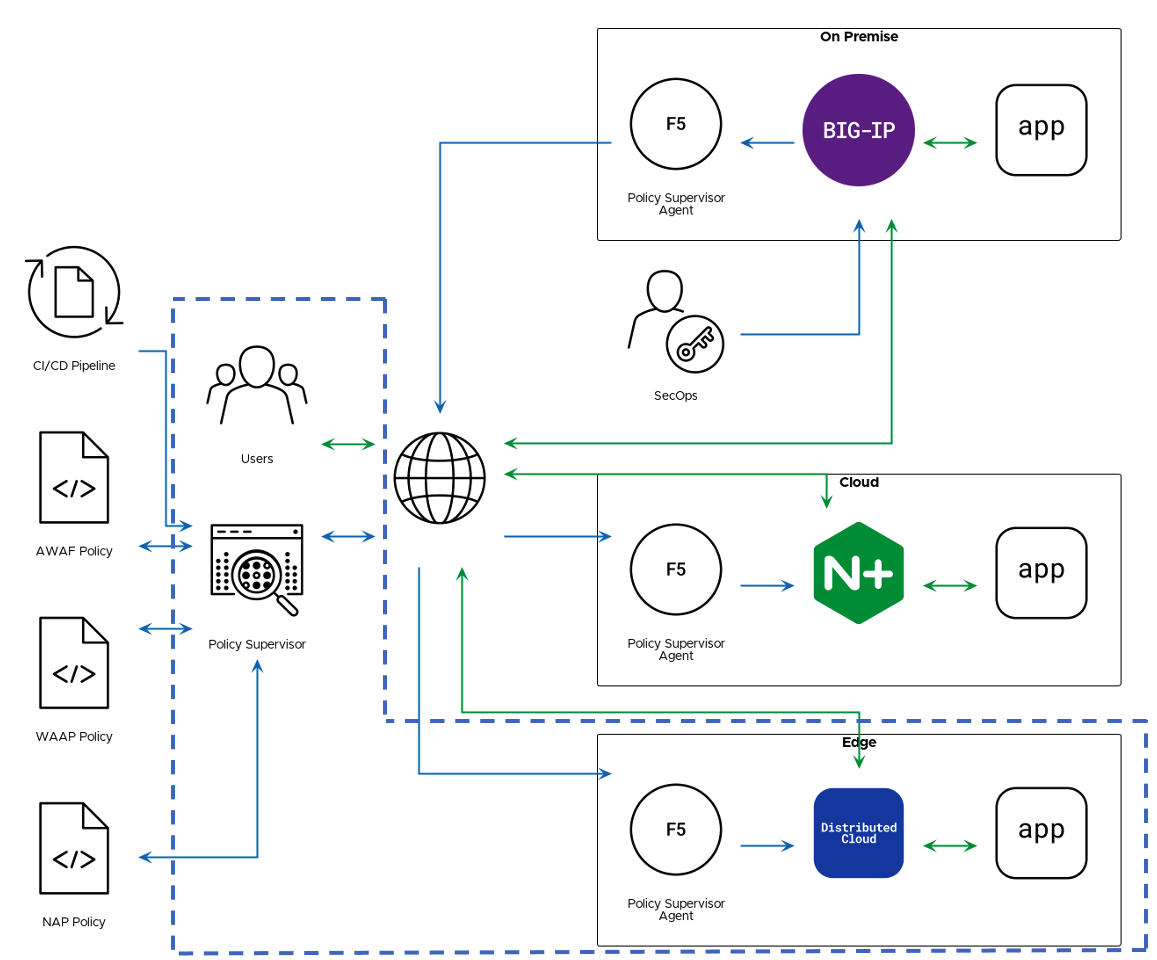 On Premise
F5
BIG-IP
app
Policy Supervisor
Agent
CI/CD Pipeline
SecOps
Users
</>
AWAF Policy
Cloud
F5
N+
app
Policy Supervisor
Agent
Policy Supervisor
</>
WAAP Policy
Edge
F5
Distributed
Cloud
app
Policy Supervisor
Agent
</>
NAP Policy